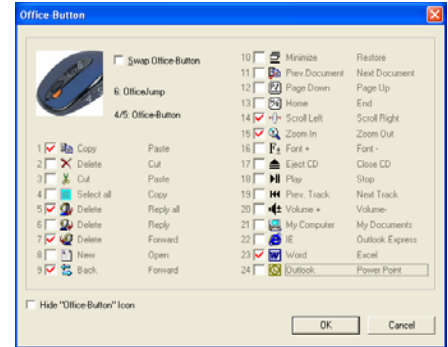 Office-Button
Swap Office-Button
6: OfficeJump
4/5: Office-Button
1 Copy Paste
2 Delete Cut
3 Cut Paste
4 Select all Copy
5 Delete Reply all
6 Delete Reply
7 Delete Forward
8 New Open
9 Back Forward
10 Minimize Restore
11 Prev.Document Next Document
12 Page Down Page Up
13 Home End
14 Scroll Left Scroll Right
15 Zoom In Zoom Out
16 Font + Font -
17 Eject CD Close CD
18 Play Stop
19 Prev. Track Next Track
20 Volume + Volume-
21 My Computer My Documents
22 IE Outlook Express
23 Word Excel
24 Outlook Power Point
Hide "Office-Button" Icon
OK Cancel